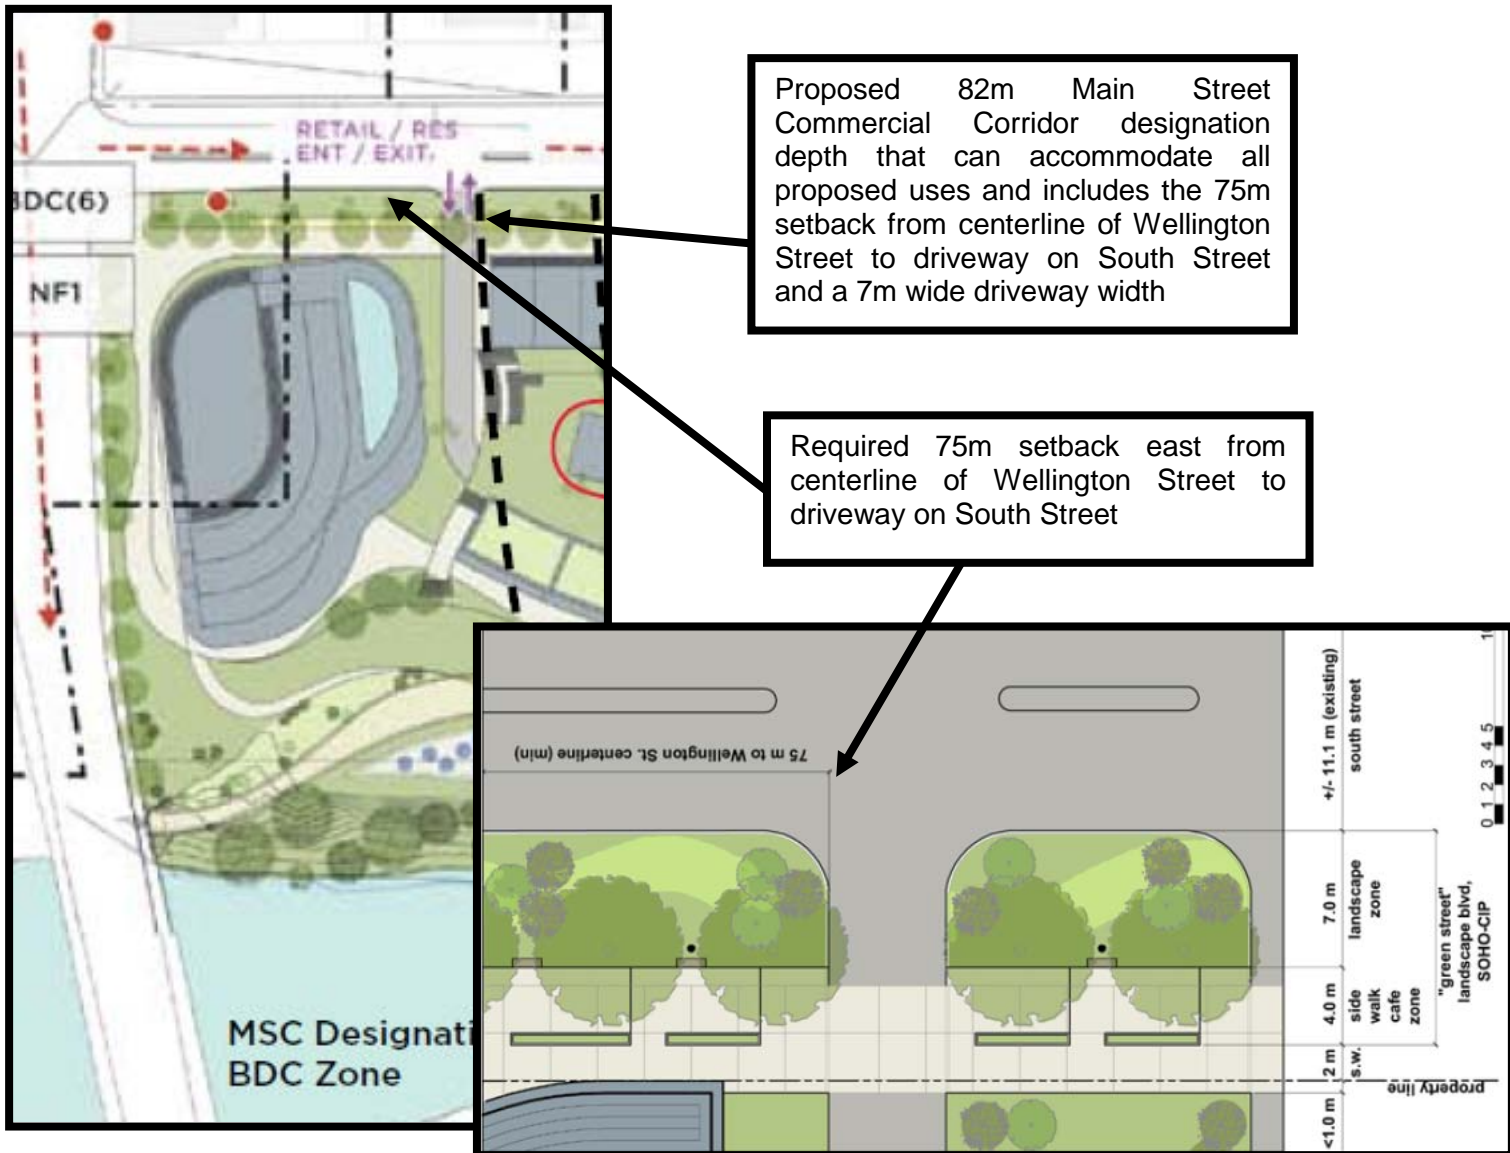 RETAIL / RES
ENT / EXIT.
BDC(6)
NF1
MSC Designati
BDC Zone
Proposed 82m Main Street
Commercial Corridor designation
depth that can accommodate all
proposed uses and includes the 75m
setback from centerline of Wellington
Street to driveway on South Street
and a 7m wide driveway width
Required 75m setback east from
centerline of Wellington Street to
driveway on South Street
75 m to Wellington St. centerline (min)
+/- 11.1 m (existing)
south street
7.0 m
landscape
zone
4.0 m
side
walk
cafe
zone
2 m
s.w.
<1.0 m
property line
"green street"
landscape blvd,
SOHO-CIP
0 1 2 3 4 5